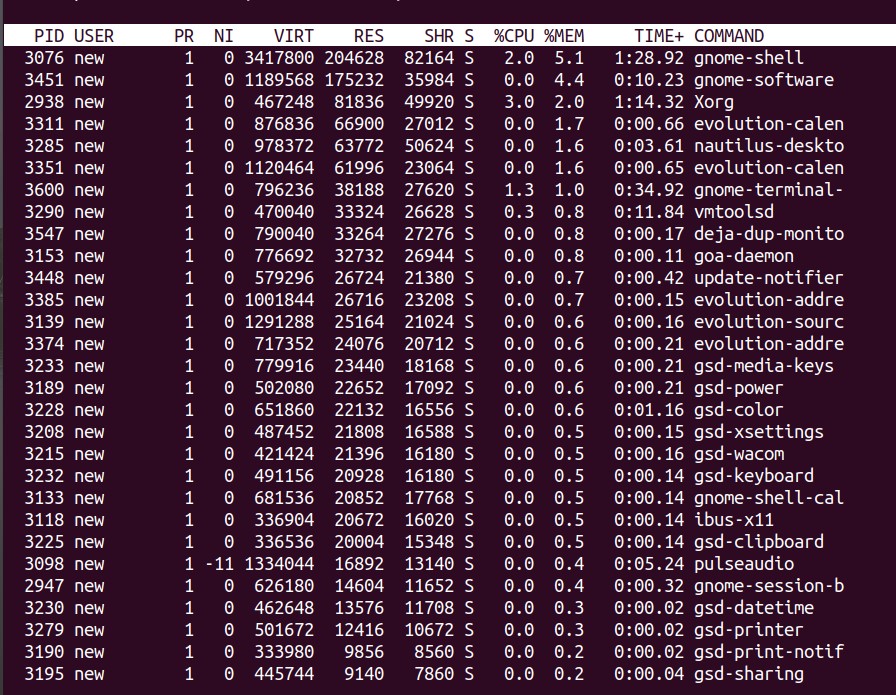 PID USER PR NI VIRT RES SHR S %CPU %MEM TIME+ COMMAND
3076 new 1 0 3417800 204628 82164 S 2.0 5.1 1:28.92 gnome-shell
3451 new 1 0 1189568 175232 35984 S 0.0 4.4 0:10.23 gnome-software
2938 new 1 0 467248 81836 49920 S 3.0 2.0 1:14.32 Xorg
3311 new 1 0 876836 66900 27012 S 0.0 1.7 0:00.66 evolution-calen
3285 new 1 0 978372 63772 50624 S 0.0 1.6 0:03.61 nautilus-deskto
3351 new 1 0 1120464 61996 23064 S 0.0 1.6 0:00.65 evolution-calen
3600 new 1 0 796236 38188 27620 S 1.3 1.0 0:34.92 gnome-terminal-
3290 new 1 0 470040 33324 26628 S 0.3 0.8 0:11.84 vmtoolsd
3547 new 1 0 790040 33264 27276 S 0.0 0.8 0:00.17 deja-dup-monito
3153 new 1 0 776692 32732 26944 S 0.0 0.8 0:00.11 goa-daemon
3448 new 1 0 579296 26724 21380 S 0.0 0.7 0:00.42 update-notifier
3385 new 1 0 1001844 26716 23208 S 0.0 0.7 0:00.15 evolution-addre
3139 new 1 0 1291288 25164 21024 S 0.0 0.6 0:00.16 evolution-sourc
3374 new 1 0 717352 24076 20712 S 0.0 0.6 0:00.21 evolution-addre
3233 new 1 0 779916 23440 18168 S 0.0 0.6 0:00.21 gsd-media-keys
3189 new 1 0 502080 22652 17092 S 0.0 0.6 0:00.21 gsd-power
3228 new 1 0 651860 22132 16556 S 0.0 0.6 0:01.16 gsd-color
3208 new 1 0 487452 21808 16588 S 0.0 0.5 0:00.15 gsd-xsettings
3215 new 1 0 421424 21396 16180 S 0.0 0.5 0:00.16 gsd-wacom
3232 new 1 0 491156 20928 16180 S 0.0 0.5 0:00.14 gsd-keyboard
3133 new 1 0 681536 20852 17768 S 0.0 0.5 0:00.14 gnome-shell-cal
3118 new 1 0 336904 20672 16020 S 0.0 0.5 0:00.14 ibus-x11
3225 new 1 0 336536 20004 15348 S 0.0 0.5 0:00.14 gsd-clipboard
3098 new 1 -11 1334044 16892 13140 S 0.0 0.4 0:05.24 pulseaudio
2947 new 1 0 626180 14604 11652 S 0.0 0.4 0:00.32 gnome-session-b
3230 new 1 0 462648 13576 11708 S 0.0 0.3 0:00.02 gsd-datetime
3279 new 1 0 501672 12416 10672 S 0.0 0.3 0:00.02 gsd-printer
3190 new 1 0 333980 9856 8560 S 0.0 0.2 0:00.02 gsd-print-notif
3195 new 1 0 445744 9140 7860 S 0.0 0.2 0:00.04 gsd-sharing